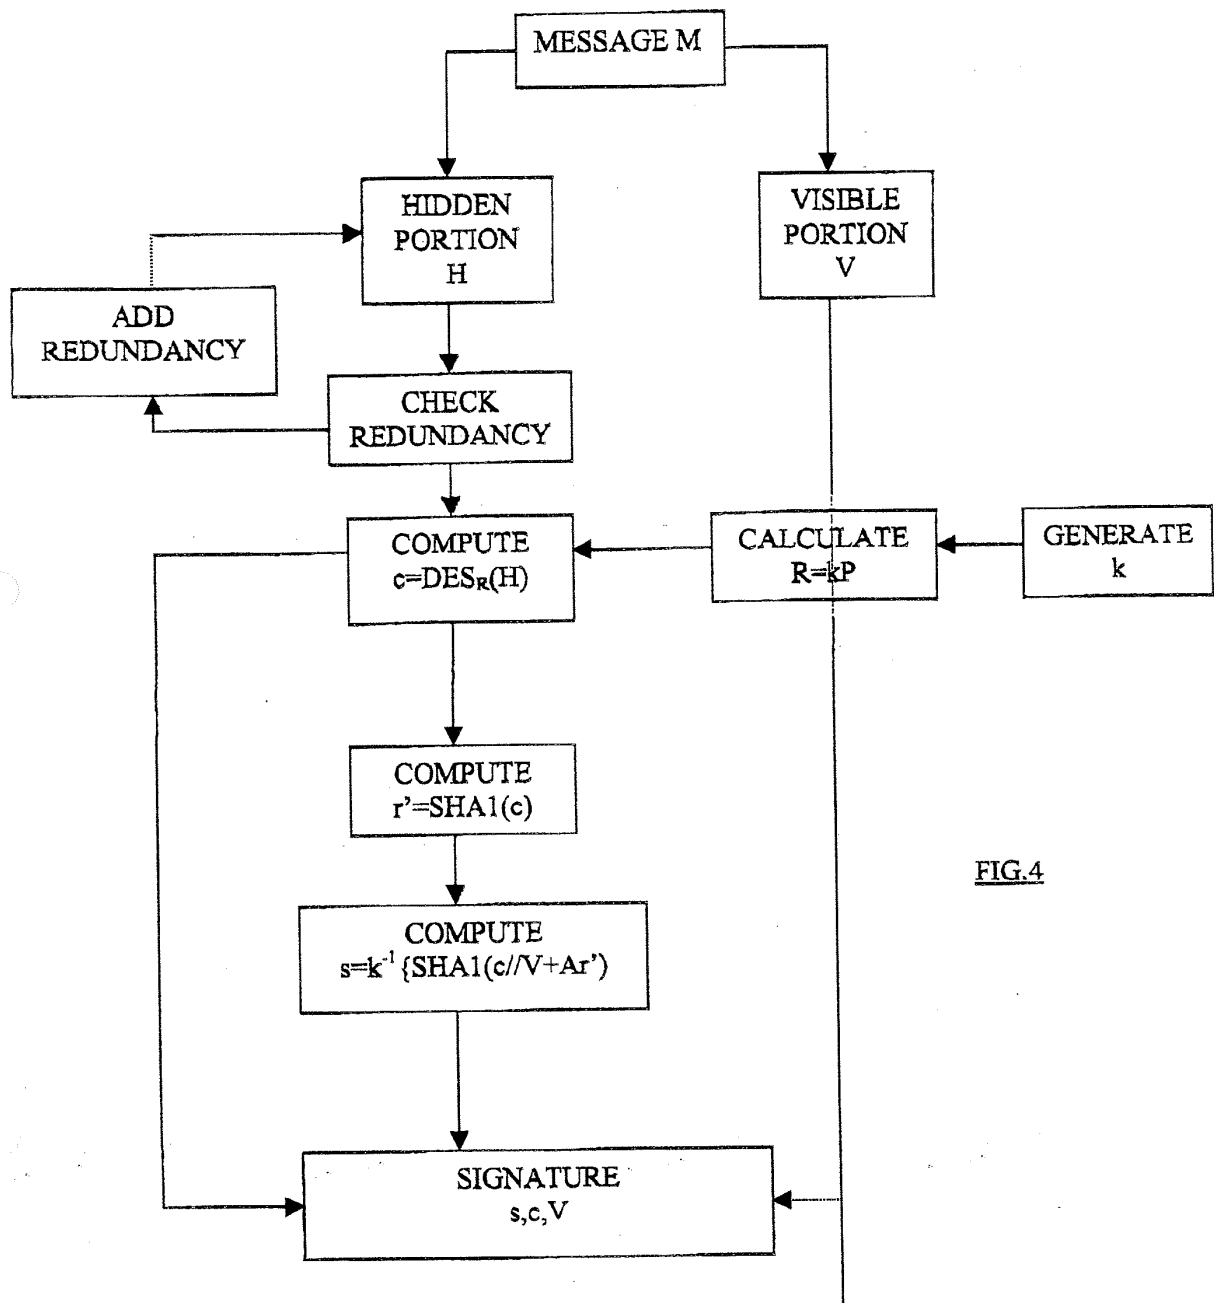 MESSAGE M
HIDDEN
PORTION
H
VISIBLE
PORTION
V
ADD
REDUNDANCY
CHECK
REDUNDANCY
COMPUTE
c=DES_R(H)
CALCULATE
R=kP
GENERATE
k
COMPUTE
r'=SHA1(c)
FIG.4
COMPUTE
s=k^-1 {SHA1(c//V+Ar')
SIGNATURE
s,c,V